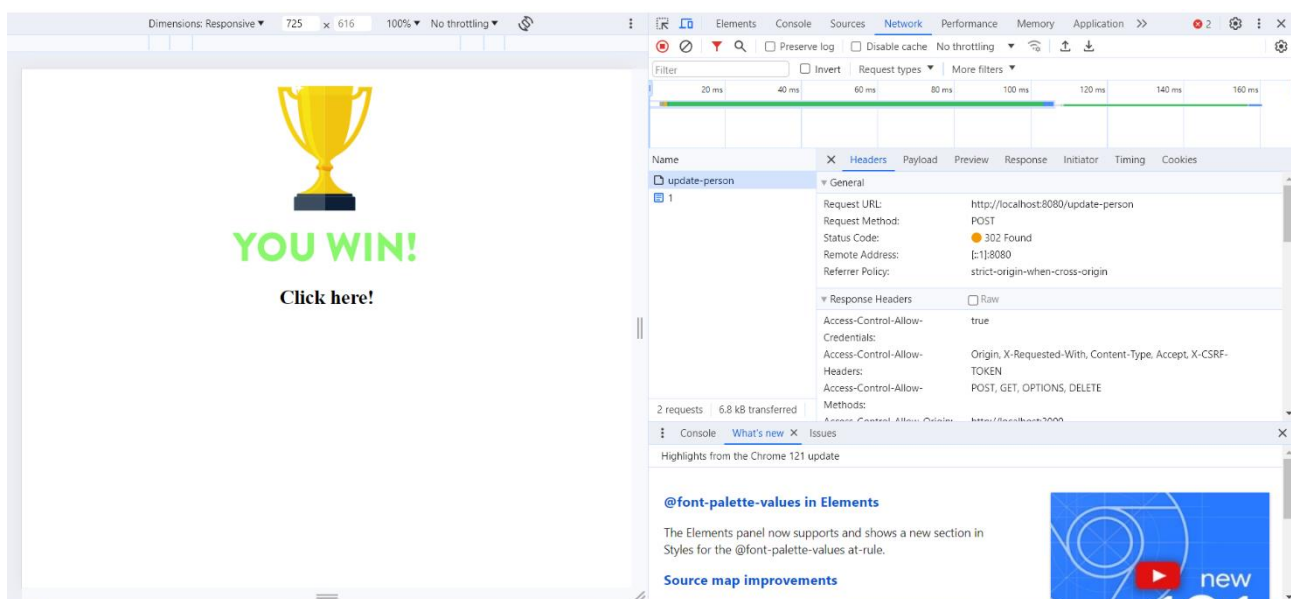 Dimensions: Responsive ▼ 725 x 616 100% ▼ No throttling ▼
Elements Console Sources Network Performance Memory Application >> 2
Preserve log Disable cache No throttling ▼
Filter Invert Request types ▼ More filters ▼
20 ms 40 ms 60 ms 80 ms 100 ms 120 ms 140 ms 160 ms
Name X Headers Payload Preview Response Initiator Timing Cookies
update-person
1
▼ General
Request URL: http://localhost:8080/update-person
Request Method: POST
Status Code: 302 Found
Remote Address: [::1]:8080
Referrer Policy: strict-origin-when-cross-origin
▼ Response Headers Raw
Access-Control-Allow- true
Credentials:
Access-Control-Allow- Origin, X-Requested-With, Content-Type, Accept, X-CSRF-
Headers: TOKEN
Access-Control-Allow- POST, GET, OPTIONS, DELETE
Methods:
Access-Control-Allow-Origin: http://localhost:3000
2 requests 6.8 kB transferred
YOU WIN!
Click here!
Console What's new X Issues
Highlights from the Chrome 121 update
@font-palette-values in Elements
The Elements panel now supports and shows a new section in
Styles for the @font-palette-values at-rule.
Source map improvements
new